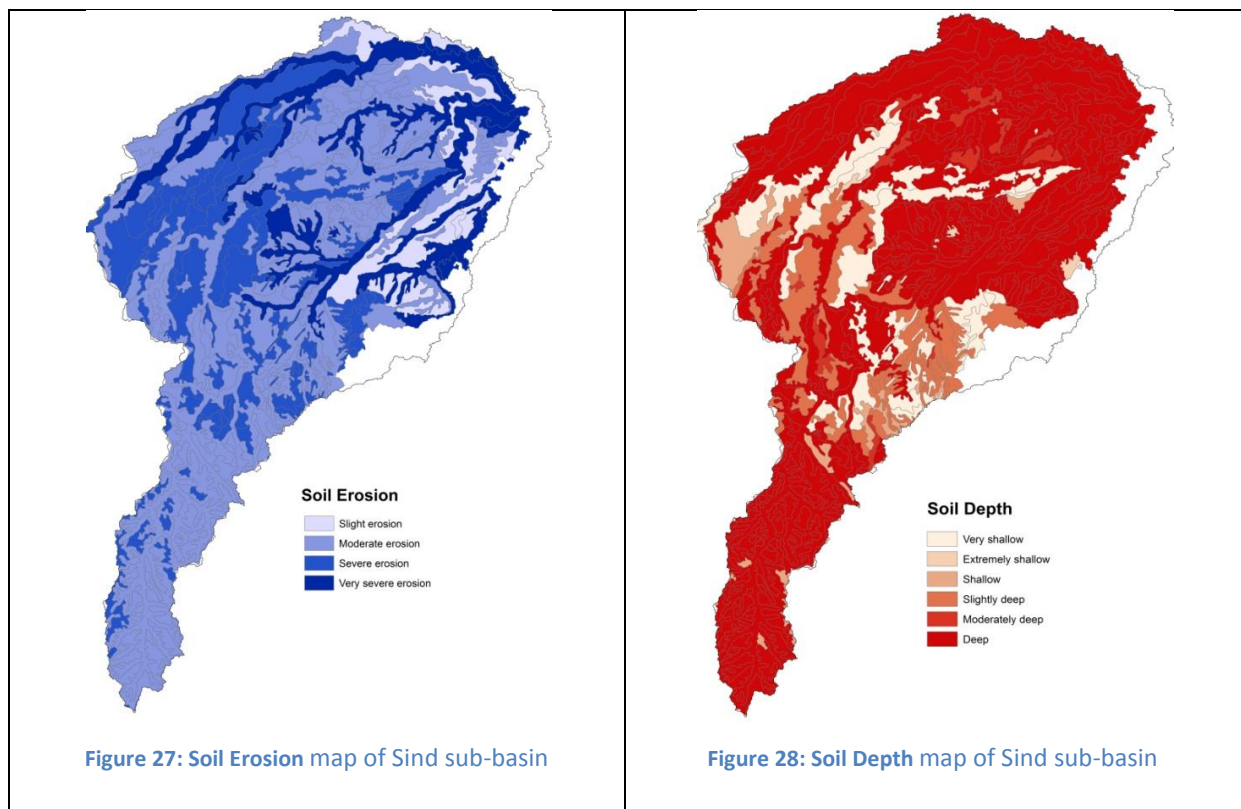 Soil Erosion
Slight erosion
Moderate erosion
Severe erosion
Very severe erosion
Figure 27: Soil Erosion map of Sind sub-basin
Soil Depth
Very shallow
Extremely shallow
Shallow
Slightly deep
Moderately deep
Deep
Figure 28: Soil Depth map of Sind sub-basin